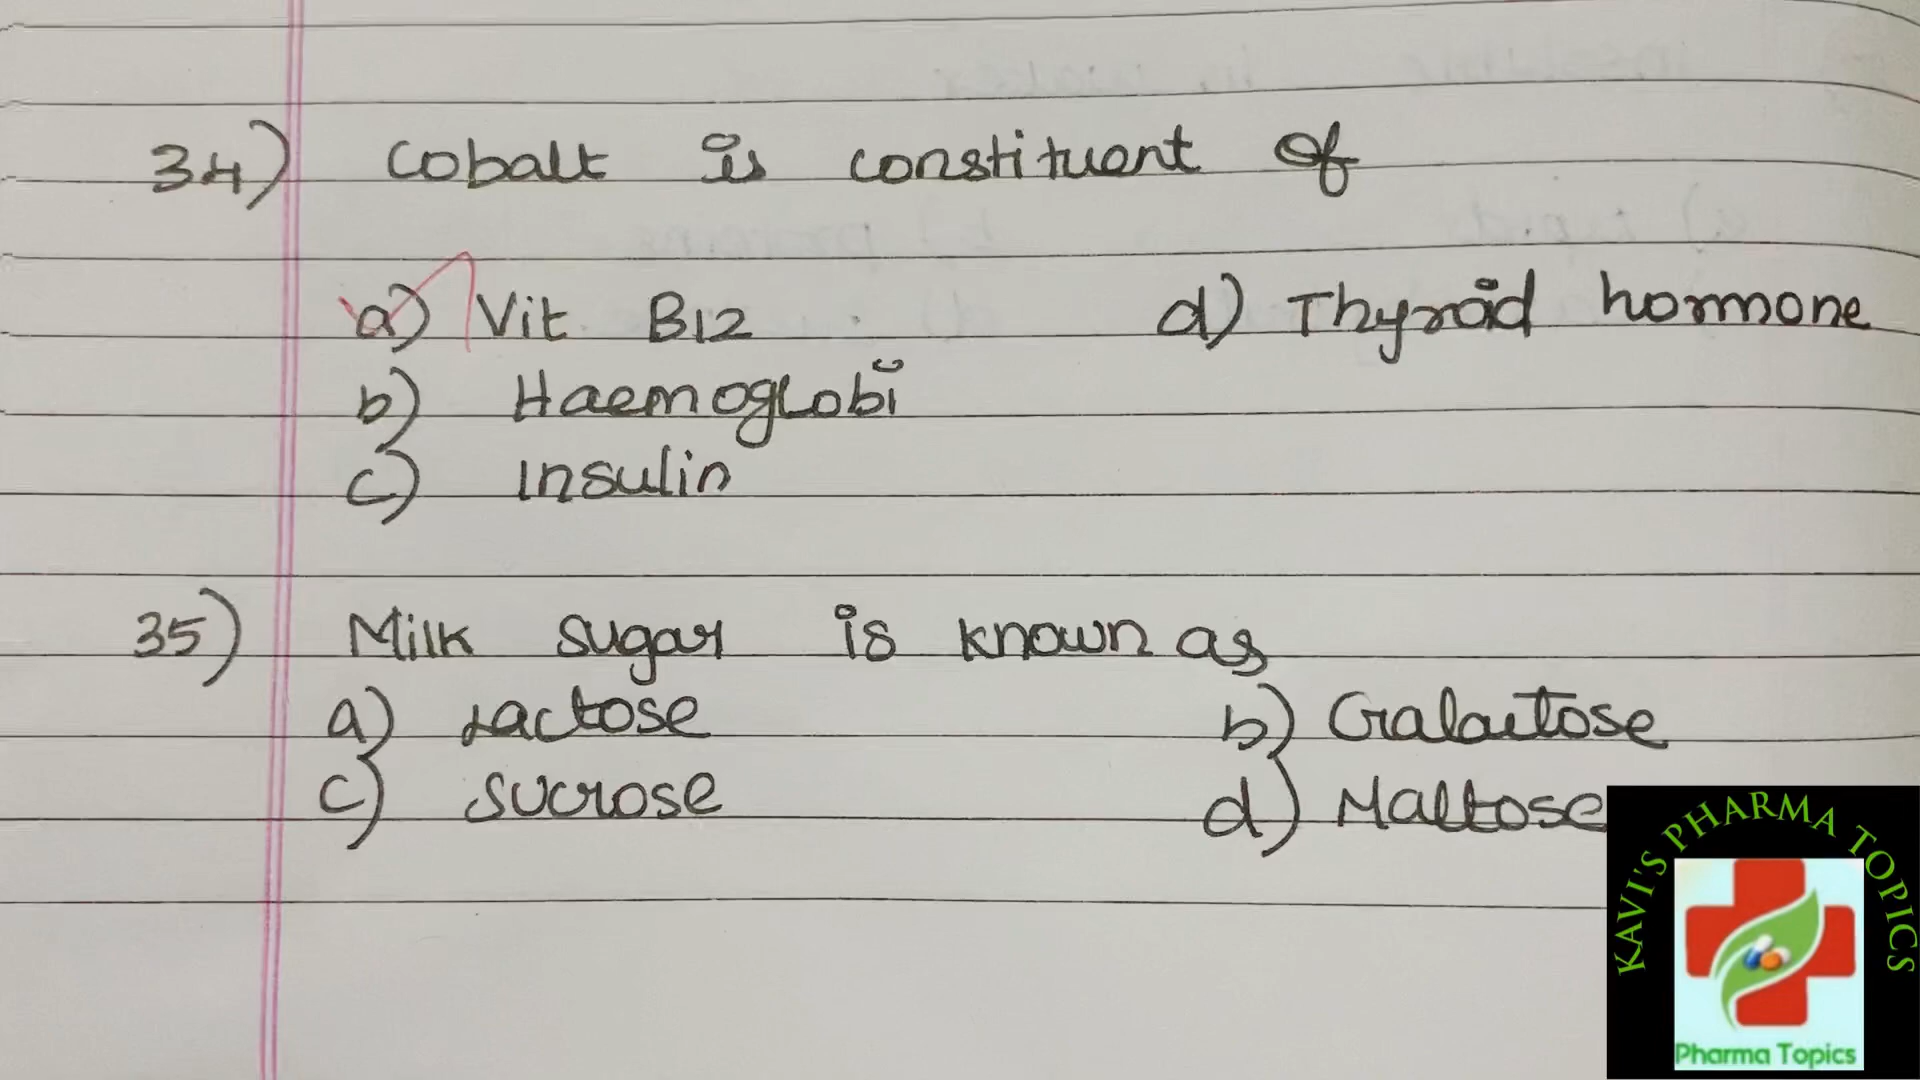 34) Cobalt is constituent of
a) Vit B12 d) Thyroid hormone
b) Haemoglobi
c) Insulin
35) Milk sugar is known as
a) Lactose b) Galactose
c) Sucrose d) Maltose
KAVI'S PHARMA TOPICS
Pharma Topics